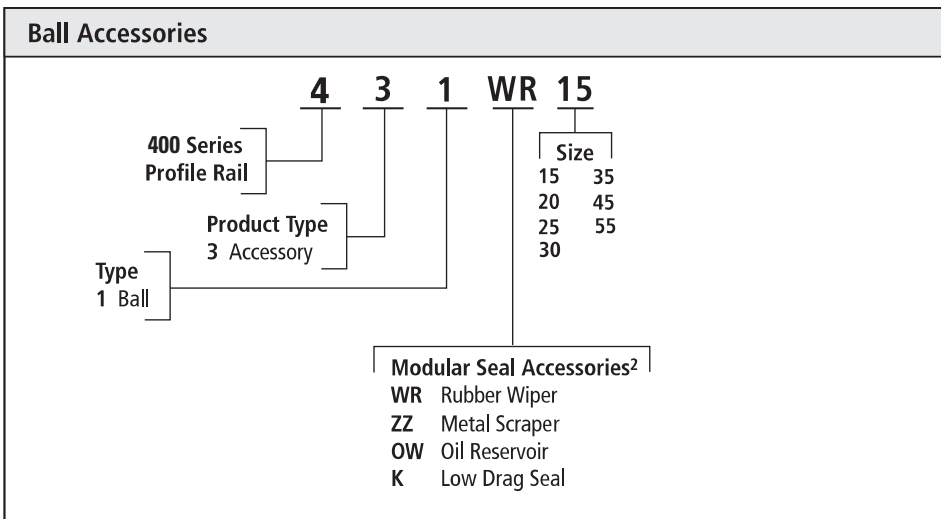 Ball Accessories
4 3 1 WR 15
400 Series
Profile Rail
Product Type
3 Accessory
Type
1 Ball
Size
15 35
20 45
25 55
30
Modular Seal Accessories²
WR Rubber Wiper
ZZ Metal Scraper
OW Oil Reservoir
K Low Drag Seal